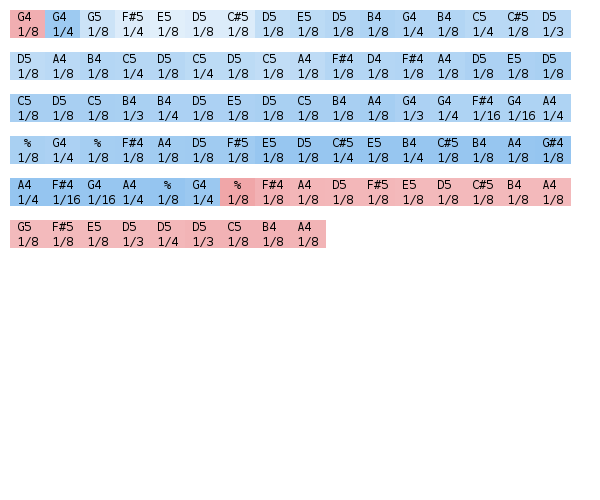 G4 G4 G5 F#5 E5 D5 C#5 D5 E5 D5 B4 G4 B4 C5 C#5 D5
1/8 1/4 1/8 1/4 1/8 1/8 1/8 1/8 1/8 1/8 1/8 1/4 1/8 1/4 1/8 1/3
D5 A4 B4 C5 D5 C5 D5 C5 A4 F#4 D4 F#4 A4 D5 E5 D5
1/8 1/8 1/8 1/4 1/8 1/4 1/8 1/8 1/8 1/8 1/8 1/4 1/8 1/8 1/8 1/8
C5 D5 C5 B4 B4 D5 E5 D5 C5 B4 A4 G4 G4 F#4 G4 A4
1/8 1/8 1/8 1/3 1/4 1/8 1/8 1/8 1/8 1/8 1/8 1/3 1/4 1/16 1/16 1/4
% G4 % F#4 A4 D5 F#5 E5 D5 C#5 E5 B4 C#5 B4 A4 G#4
1/8 1/4 1/8 1/8 1/8 1/8 1/8 1/8 1/8 1/4 1/8 1/4 1/8 1/8 1/8 1/8
A4 F#4 G4 A4 % G4 % F#4 A4 D5 F#5 E5 D5 C#5 B4 A4
1/4 1/16 1/16 1/4 1/8 1/4 1/8 1/8 1/8 1/8 1/8 1/8 1/8 1/8 1/8 1/8
G5 F#5 E5 D5 D5 D5 C5 B4 A4
1/8 1/8 1/8 1/3 1/4 1/3 1/8 1/8 1/8